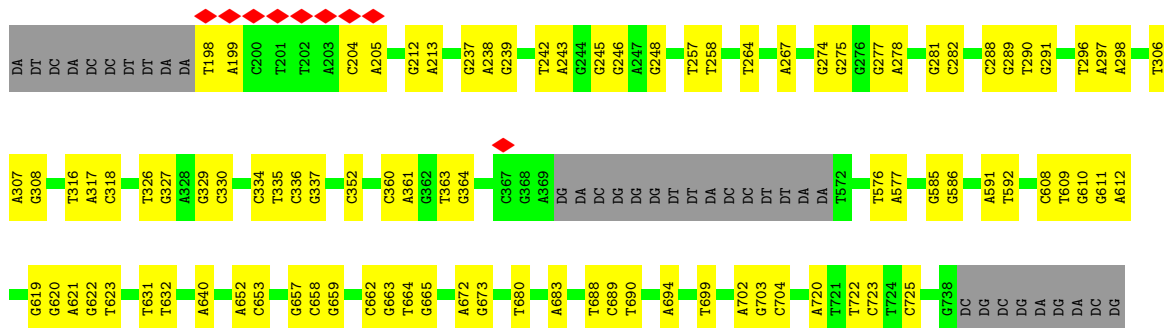 DA DT DC DA DC DC DT DT DA DA T198 A199 C200 T201 T202 A203 C204 A205 G212 A213 G237 A238 G239 T242 A243 G244 G245 G246 A247 G248 T257 T258 T264 A267 G274 G275 G276 G277 A278 G281 C282 C288 G289 T290 G291 T296 A297 A298 T306
A307 G308 T316 A317 C318 T326 G327 A328 G329 C330 C334 T335 C336 G337 C352 C360 A361 G362 T363 G364 C367 G368 A369 DG DA DC DG DG DG DT DT DA DC DC DT DT DA DA T572 T576 A577 G585 G586 A591 T592 C608 T609 G610 G611 A612
G619 G620 A621 G622 T623 T631 T632 A640 A652 C653 G657 C658 G659 C662 G663 T664 G665 A672 G673 T680 A683 T688 C689 T690 A694 T699 A702 G703 C704 A720 T721 T722 C723 T724 C725 G738 DC DG DC DG DA DG DA DC DG